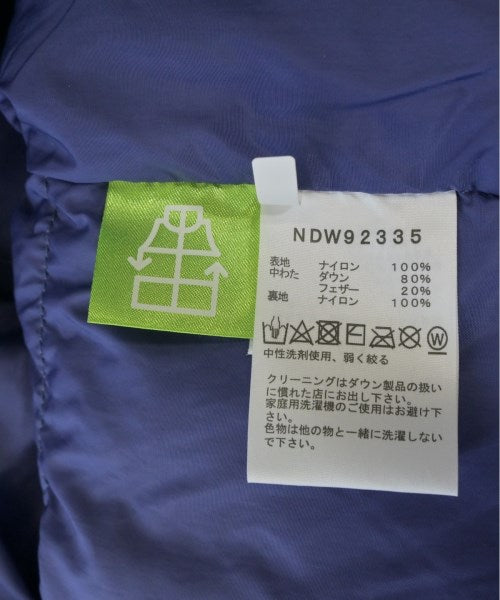 NDW92335
表地 ナイロン 100%
中わた ダウン 80%
フェザー 20%
裏地 ナイロン 100%
中性洗剤使用、弱く絞る
クリーニングはダウン製品の扱い
に慣れた店にお出し下さい。
家庭用洗濯機のご使用はお避け下
さい。
色物は他の物と一緒に洗濯しない
で下さい。